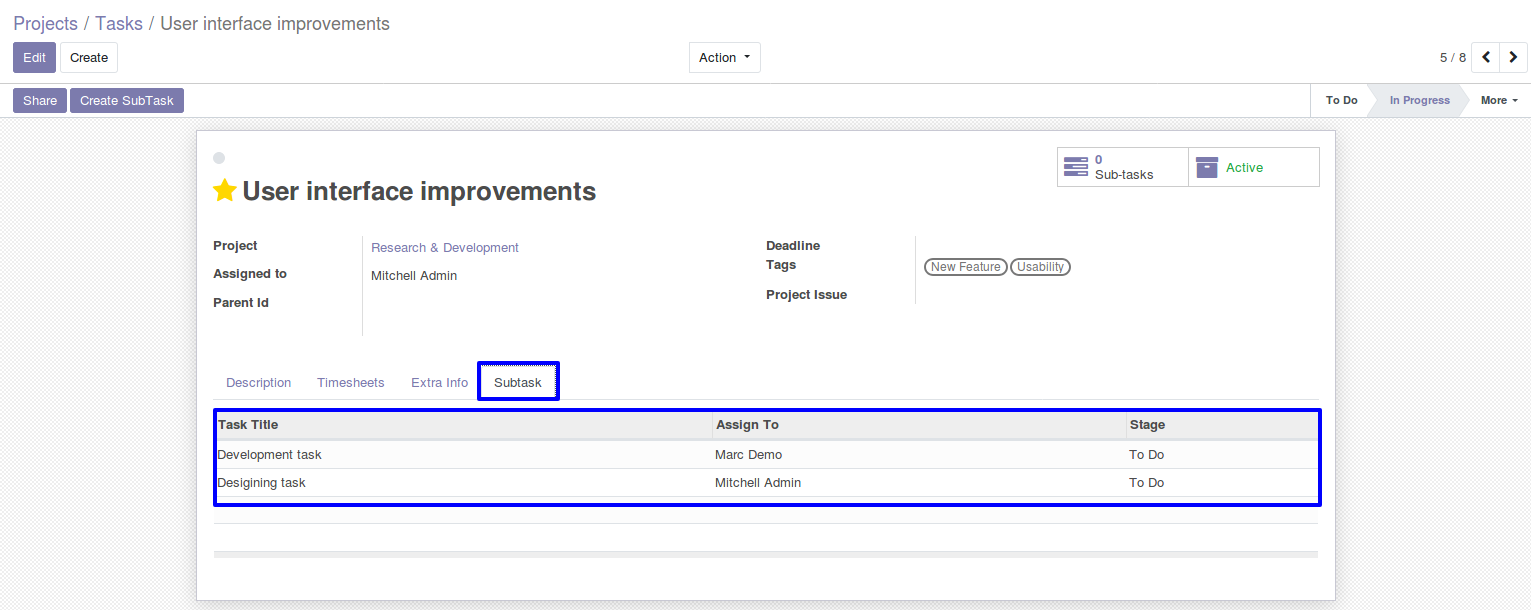 Projects / Tasks / User interface improvements
Edit Create Action 5 / 8
Share Create SubTask To Do In Progress More
0
Sub-tasks
Active
User interface improvements
Project Research & Development
Assigned to Mitchell Admin
Parent Id
Deadline
Tags New Feature Usability
Project Issue
Description Timesheets Extra Info Subtask
Task Title Assign To Stage
Development task Marc Demo To Do
Desigining task Mitchell Admin To Do